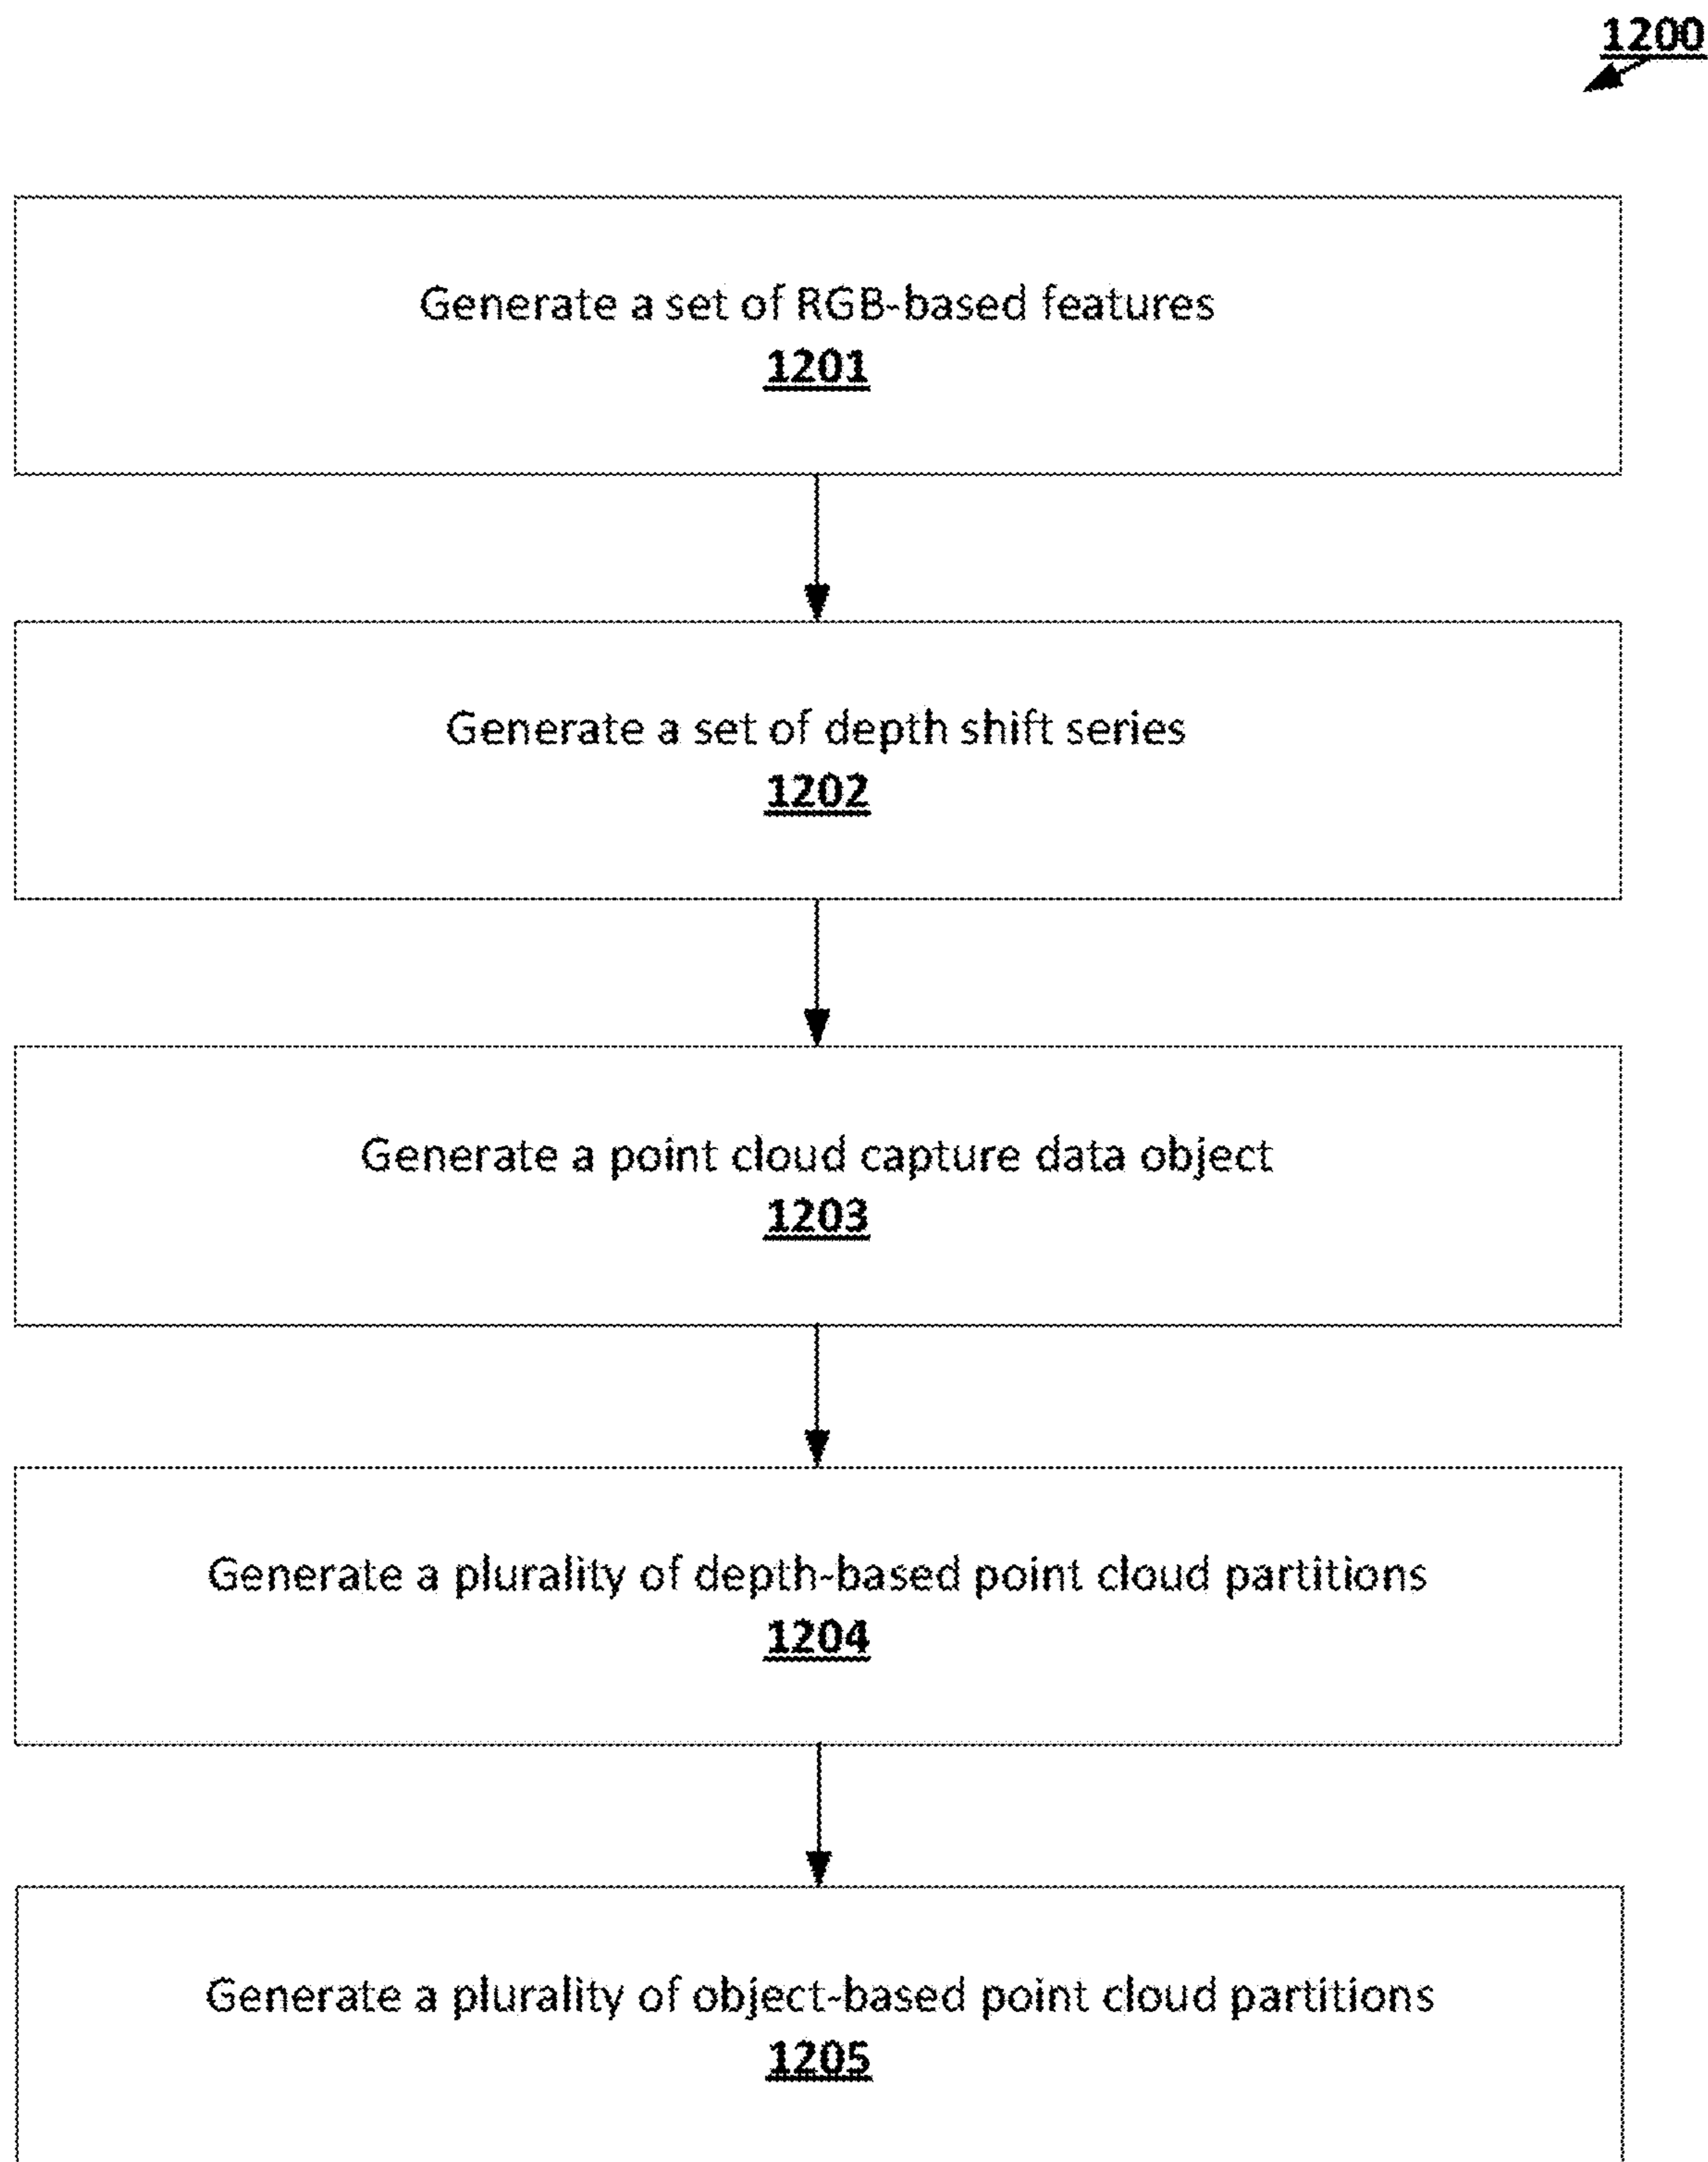 1200
Generate a set of RGB-based features
1201
Generate a set of depth shift series
1202
Generate a point cloud capture data object
1203
Generate a plurality of depth-based point cloud partitions
1204
Generate a plurality of object-based point cloud partitions
1205